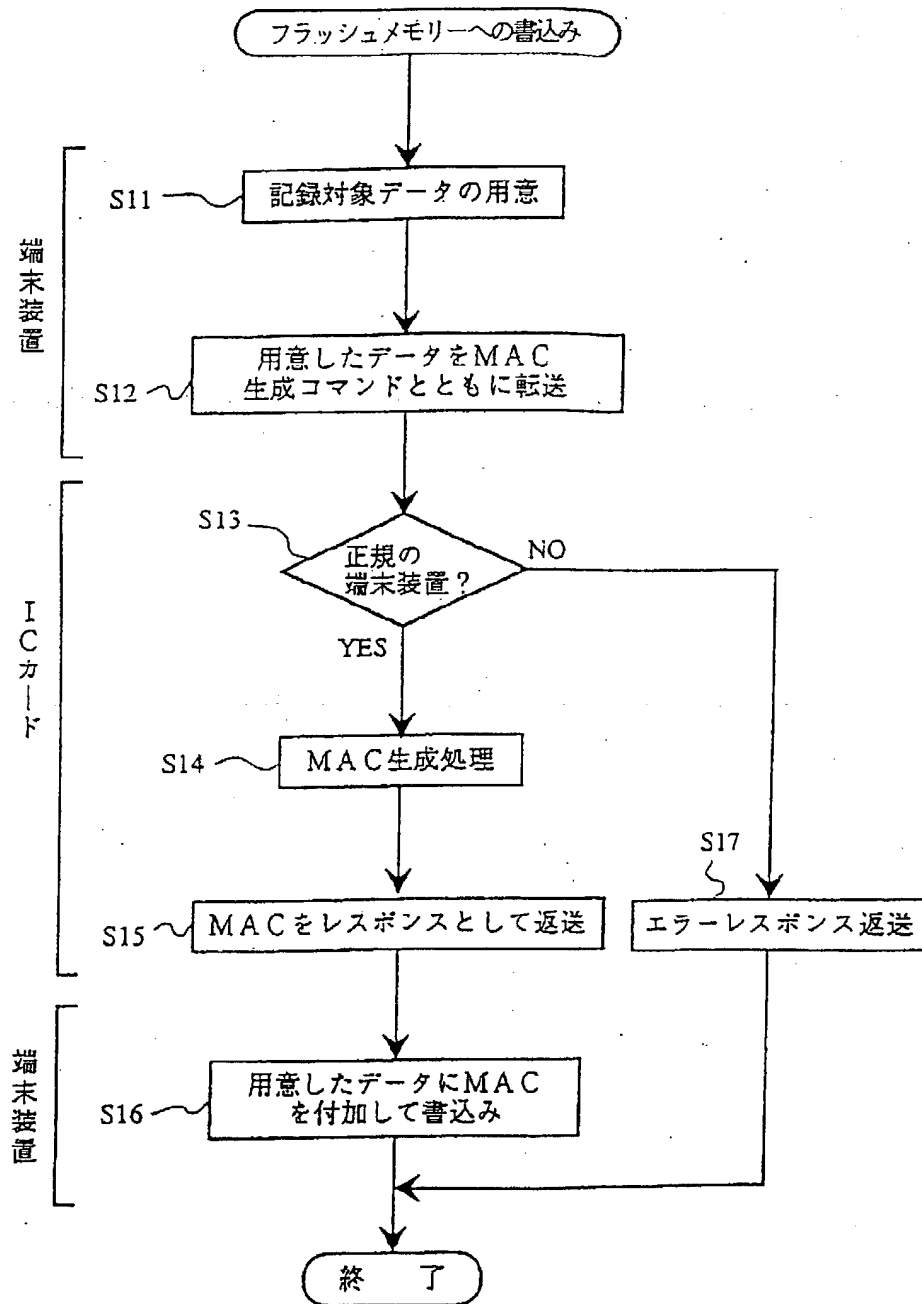 フラッシュメモリーへの書込み
端末装置
S11
記録対象データの用意
S12
用意したデータをMAC
生成コマンドとともに転送
ICカード
S13
正規の
端末装置？
NO
YES
S14
MAC生成処理
S15
MACをレスポンスとして返送
S17
エラーレスポンス返送
端末装置
S16
用意したデータにMAC
を付加して書込み
終 了